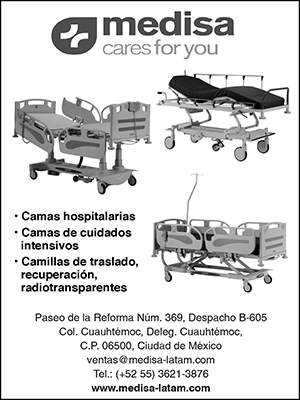 medisa
cares for you
• Camas hospitalarias
• Camas de cuidados
intensivos
• Camillas de traslado,
recuperación,
radiotransparentes
Paseo de la Reforma Núm. 369, Despacho B-605
Col. Cuauhtémoc, Deleg. Cuauhtémoc,
C.P. 06500, Ciudad de México
ventas@medisa-latam.com
Tel.: (+52 55) 3621-3876
www.medisa-latam.com